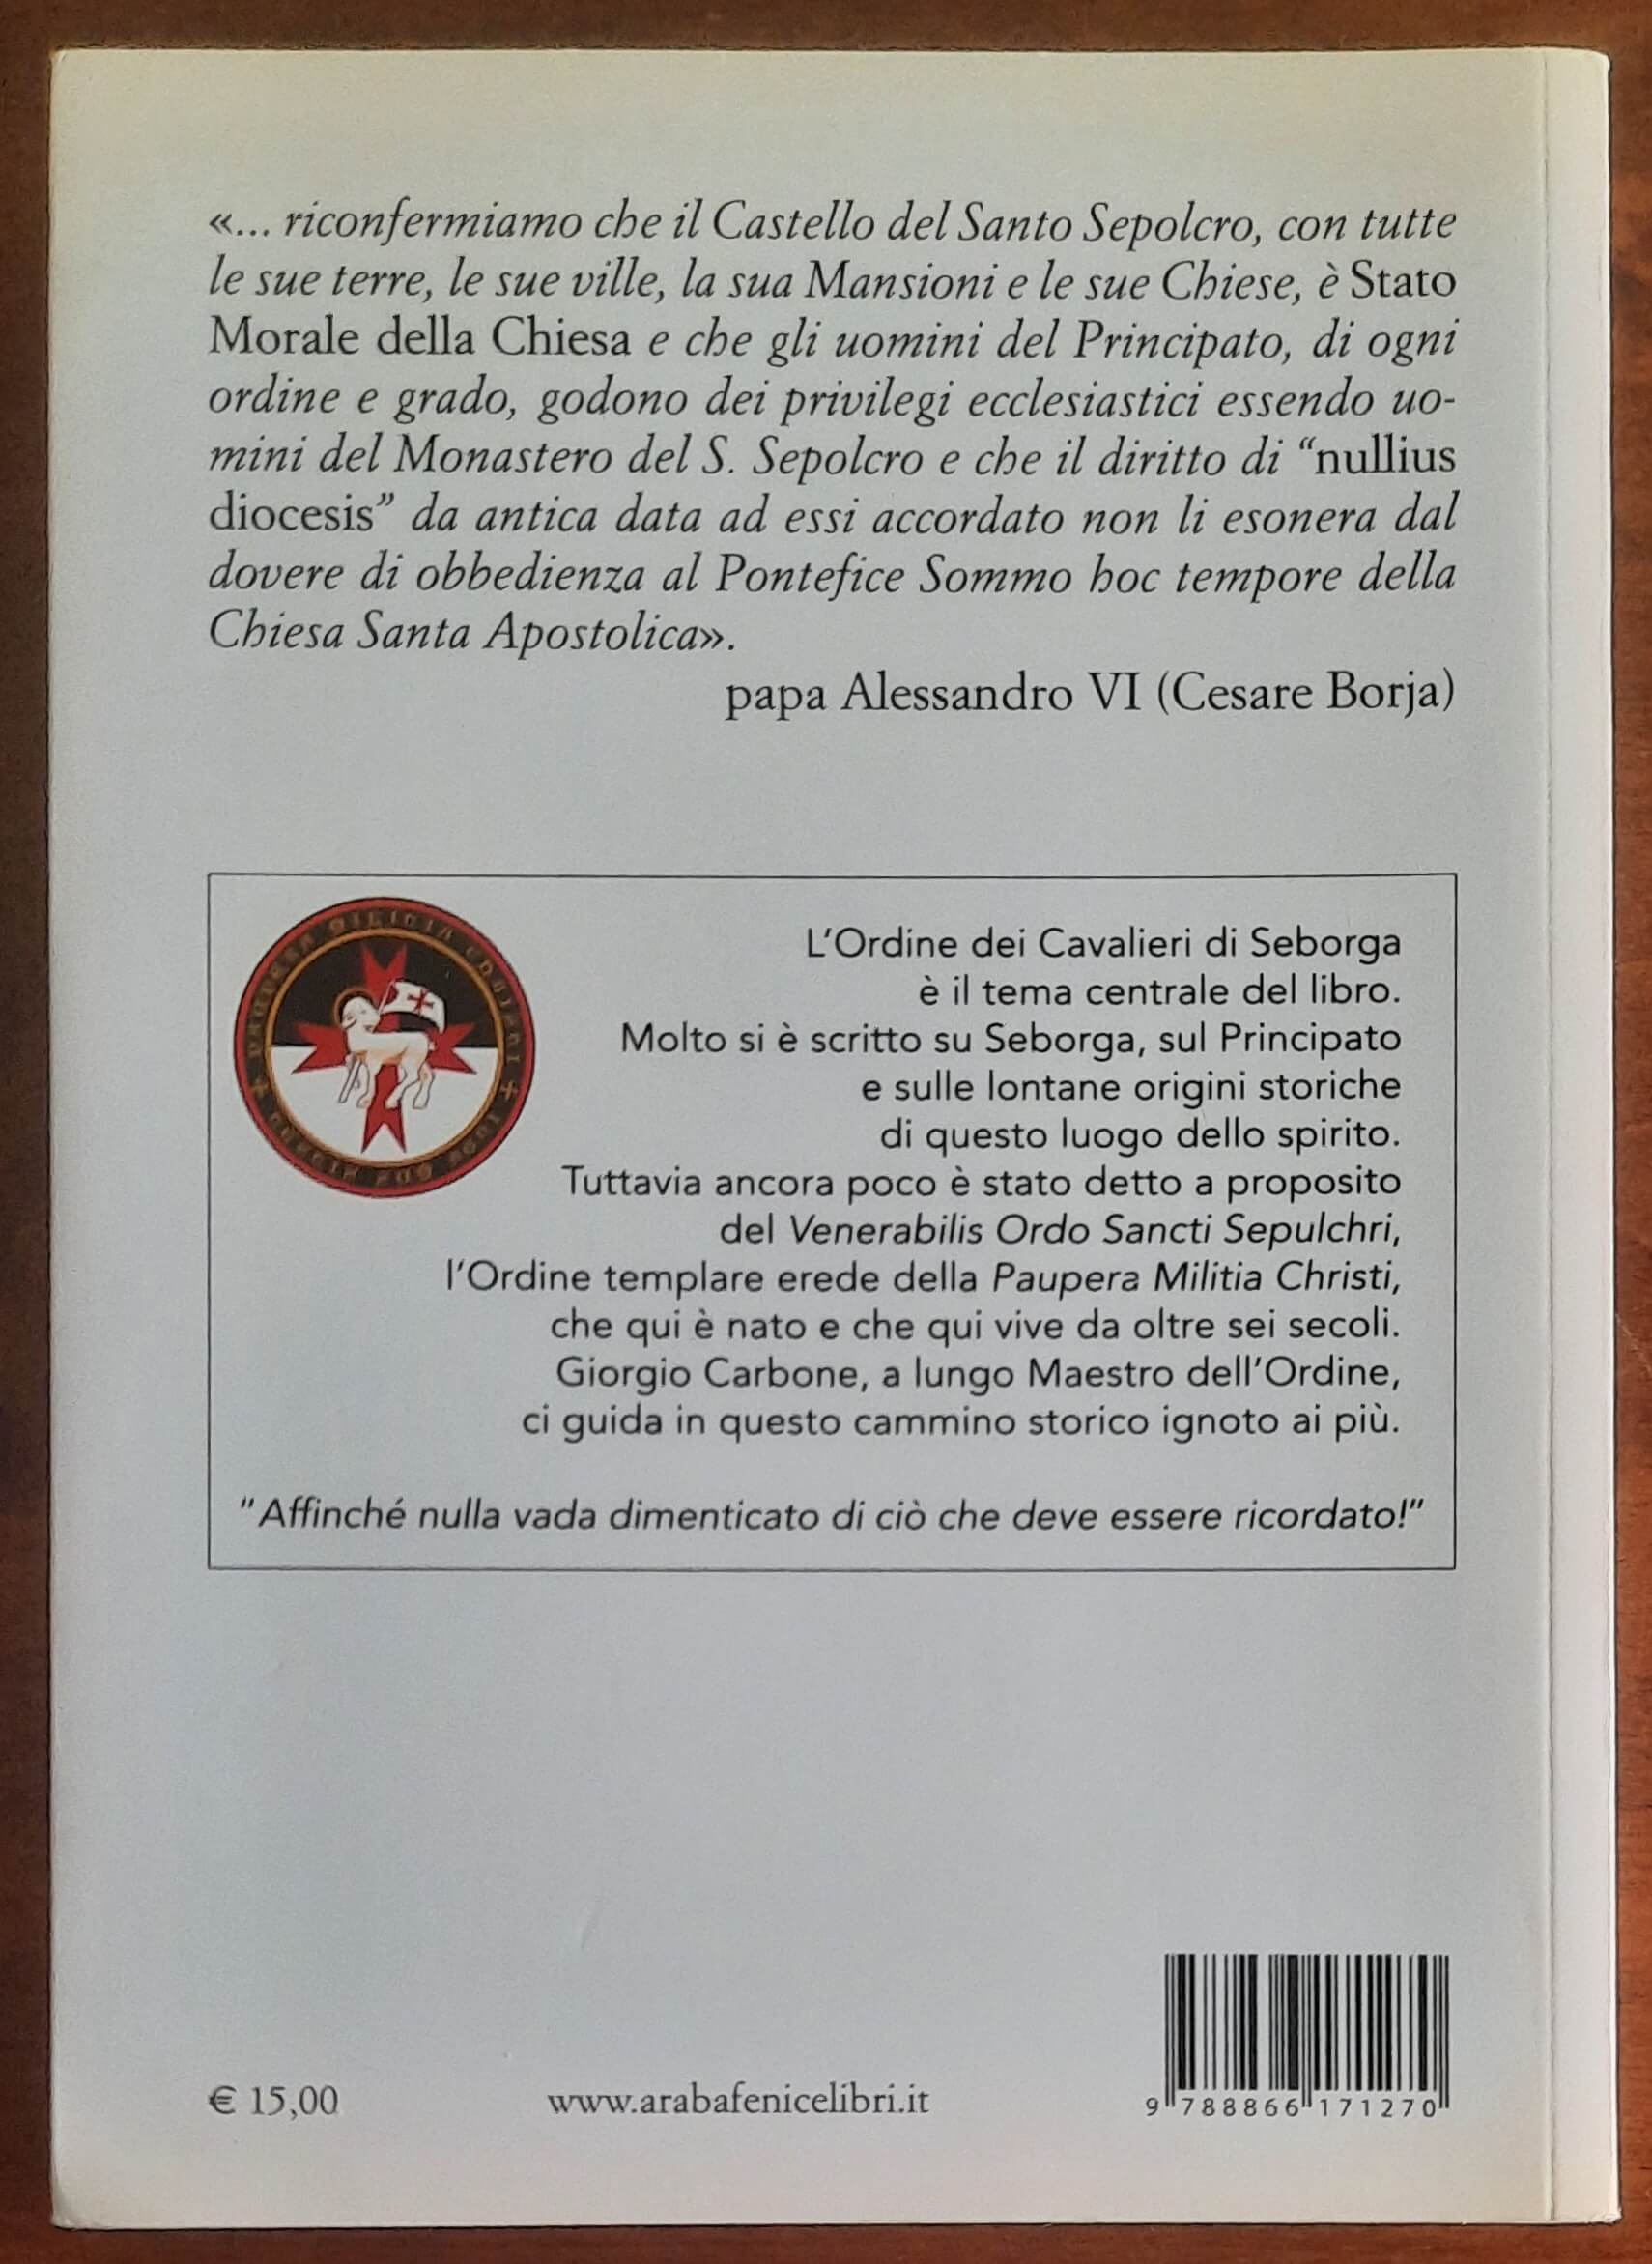 «... riconfermiamo che il Castello del Santo Sepolcro, con tutte
le sue terre, le sue ville, la sua Mansioni e le sue Chiese, è Stato
Morale della Chiesa e che gli uomini del Principato, di ogni
ordine e grado, godono dei privilegi ecclesiastici essendo uo-
mini del Monastero del S. Sepolcro e che il diritto di “nullius
diocesis” da antica data ad essi accordato non li esonera dal
dovere di obbedienza al Pontefice Sommo hoc tempore della
Chiesa Santa Apostolica».
papa Alessandro VI (Cesare Borja)
L'Ordine dei Cavalieri di Seborga
è il tema centrale del libro.
Molto si è scritto su Seborga, sul Principato
e sulle lontane origini storiche
di questo luogo dello spirito.
Tuttavia ancora poco è stato detto a proposito
del Venerabilis Ordo Sancti Sepulchri,
l'Ordine templare erede della Paupera Militia Christi,
che qui è nato e che qui vive da oltre sei secoli.
Giorgio Carbone, a lungo Maestro dell'Ordine,
ci guida in questo cammino storico ignoto ai più.
"Affinché nulla vada dimenticato di ciò che deve essere ricordato!"
€ 15,00
www.arabafenicelibri.it
9 788866 171270